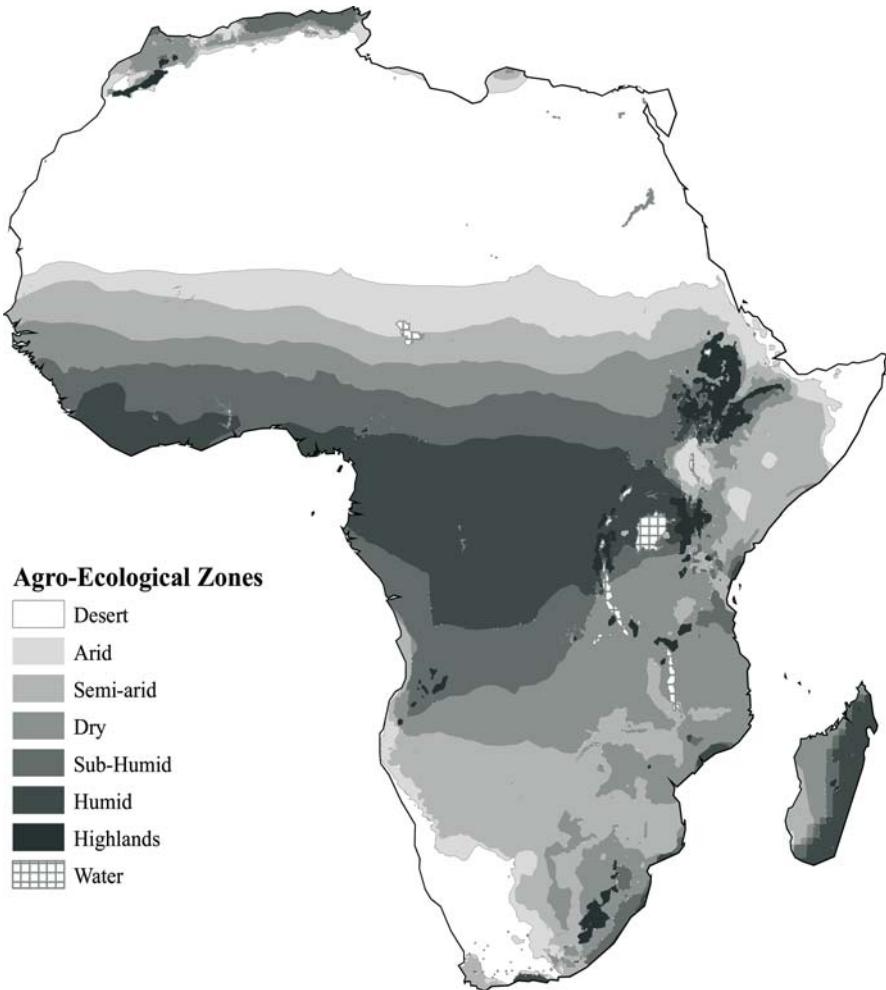 Agro-Ecological Zones
Desert
Arid
Semi-arid
Dry
Sub-Humid
Humid
Highlands
Water